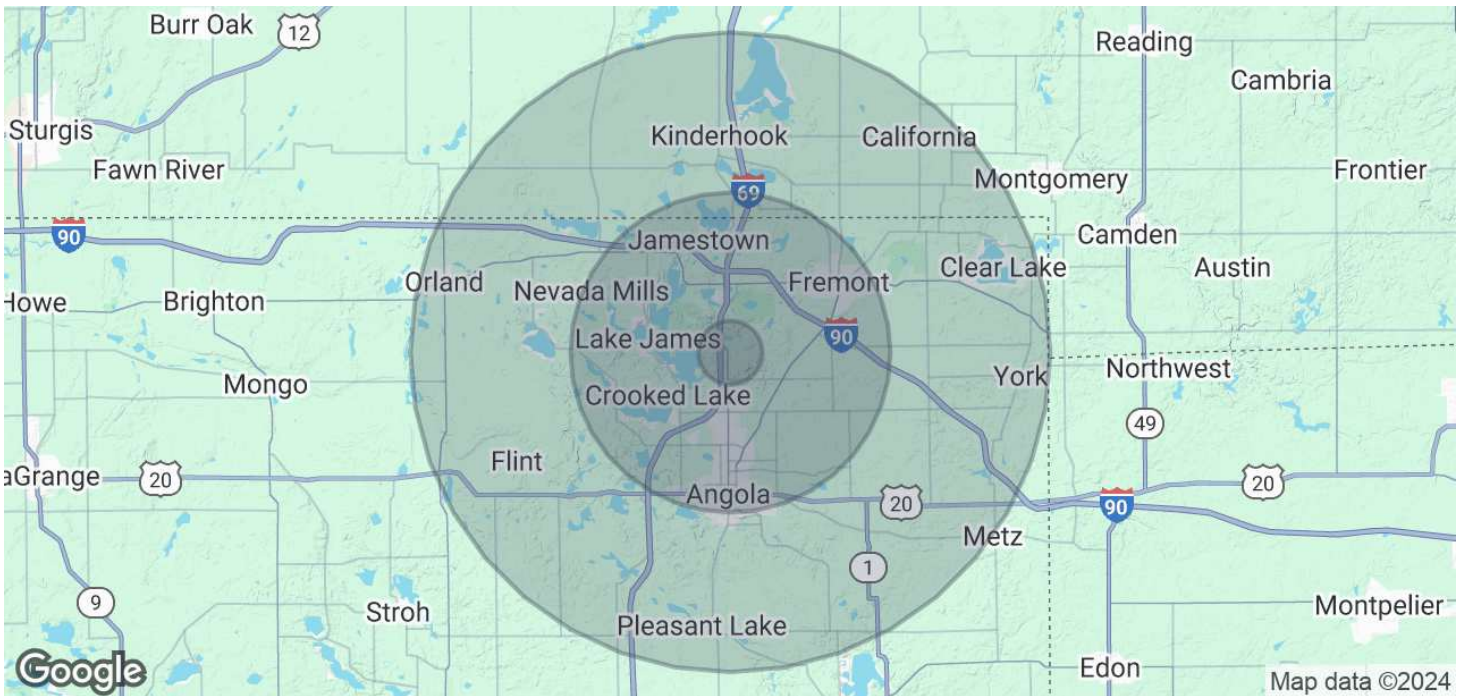 Burr Oak
12
Reading
Cambria
Sturgis
Kinderhook
California
Fawn River
Montgomery
Frontier
69
90
Jamestown
Camden
Clear Lake
Austin
Orland
Fremont
Howe
Brighton
Nevada Mills
Lake James
90
Northwest
York
Mongo
Crooked Lake
49
Flint
aGrange
20
Angola
20
20
90
Metz
1
9
Stroh
Montpelier
Pleasant Lake
Edon
Google
Map data ©2024